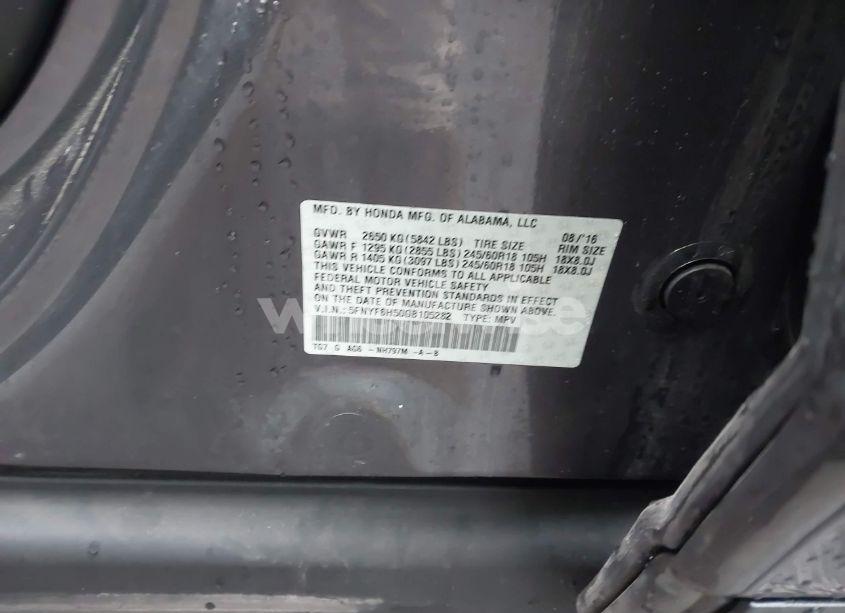 MFD. BY HONDA MFG. OF ALABAMA, LLC
GVWR 2650 KG (5842 LBS) TIRE SIZE 08/'16 RIM SIZE
GAWR F 1295 KG (2855 LBS) 245/60R18 105H 18X8.0J
GAWR R 1405 KG (3097 LBS) 245/60R18 105H 18X8.0J
THIS VEHICLE CONFORMS TO ALL APPLICABLE
FEDERAL MOTOR VEHICLE SAFETY
AND THEFT PREVENTION STANDARDS IN EFFECT
ON THE DATE OF MANUFACTURE SHOWN ABOVE.
V.I.N.: 5FNYF8H50GB105282 TYPE: MPV
TG7 G AG6 - NH797M - A - B